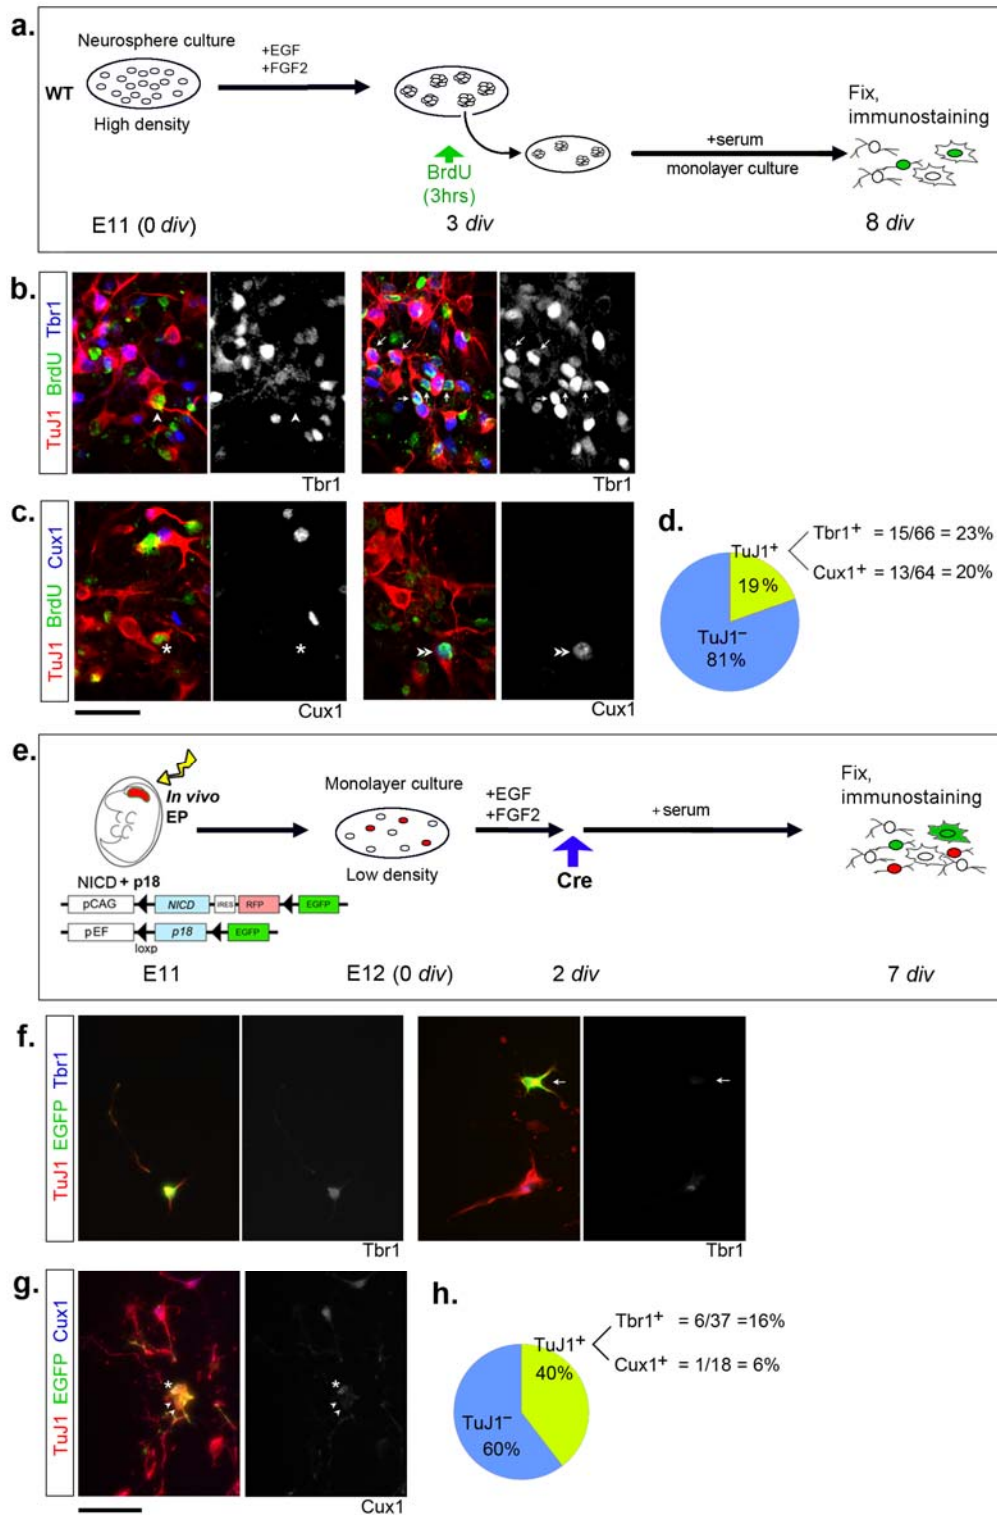 a.
Neurosphere culture
WT
High density
+EGF
+FGF2
BrdU
(3hrs)
+serum
monolayer culture
Fix,
immunostaining
E11 (0 div)
3 div
8 div
b.
TuJ1 BrdU Tbr1
Tbr1
Tbr1
c.
TuJ1 BrdU Cux1
Cux1
Cux1
d.
TuJ1+
19%
TuJ1−
81%
Tbr1+ = 15/66 = 23%
Cux1+ = 13/64 = 20%
e.
In vivo
EP
NICD + p18
pCAG NICD IRES RFP EGFP
pEF p18 EGFP
loxp
Monolayer culture
Low density
+EGF
+FGF2
Cre
+serum
Fix,
immunostaining
E11
E12 (0 div)
2 div
7 div
f.
TuJ1 EGFP Tbr1
Tbr1
Tbr1
g.
TuJ1 EGFP Cux1
Cux1
h.
TuJ1+
40%
TuJ1−
60%
Tbr1+ = 6/37 =16%
Cux1+ = 1/18 = 6%